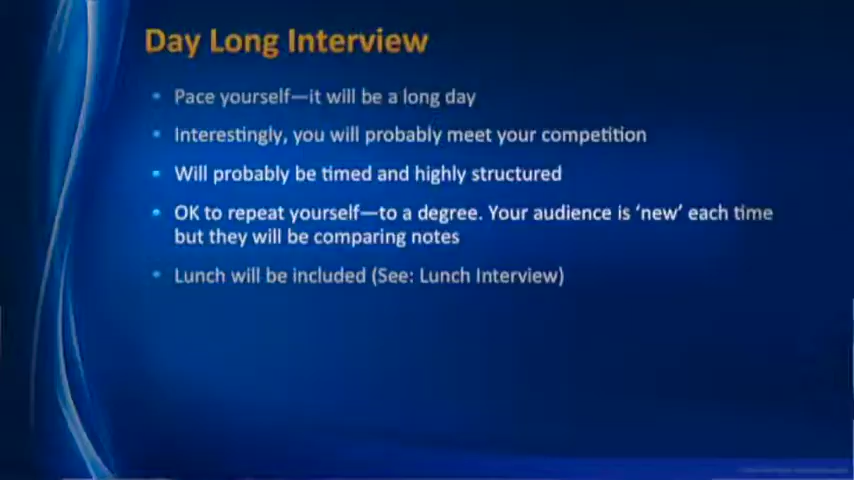 Day Long Interview
• Pace yourself—it will be a long day
• Interestingly, you will probably meet your competition
• Will probably be timed and highly structured
• OK to repeat yourself—to a degree. Your audience is ‘new’ each time
but they will be comparing notes
• Lunch will be included (See: Lunch Interview)